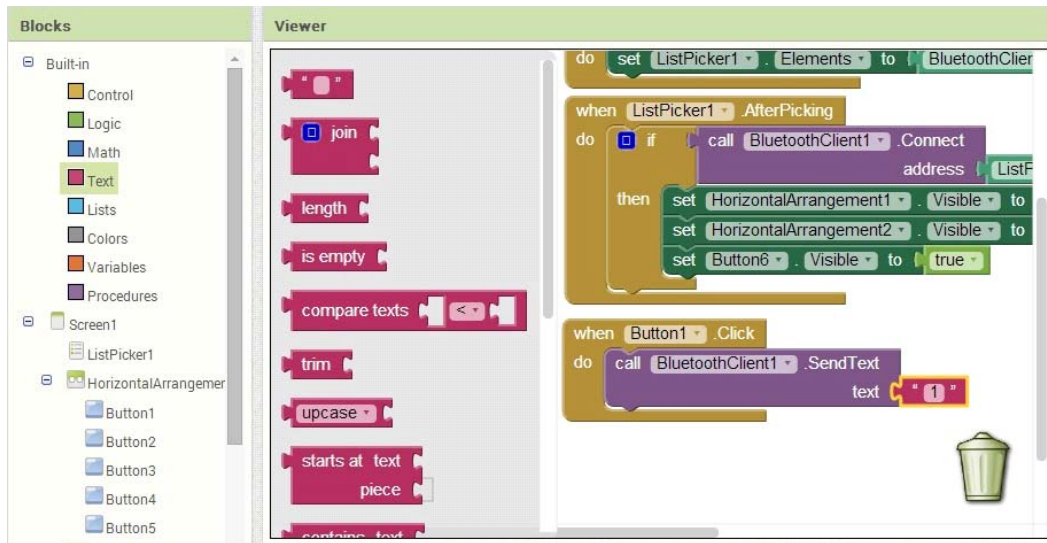 Blocks
Built-in
Control
Logic
Math
Text
Lists
Colors
Variables
Procedures
Screen1
ListPicker1
HorizontalArrangemer
Button1
Button2
Button3
Button4
Button5
Viewer
" "
join
length
is empty
compare texts <
trim
upcase
starts at text
piece
contains text
do set ListPicker1 . Elements to BluetoothClier
when ListPicker1 .AfterPicking
do if call BluetoothClient1 .Connect
address ListP
then set HorizontalArrangement1 . Visible to
set HorizontalArrangement2 . Visible to
set Button6 . Visible to true
when Button1 .Click
do call BluetoothClient1 .SendText
text " 1 "